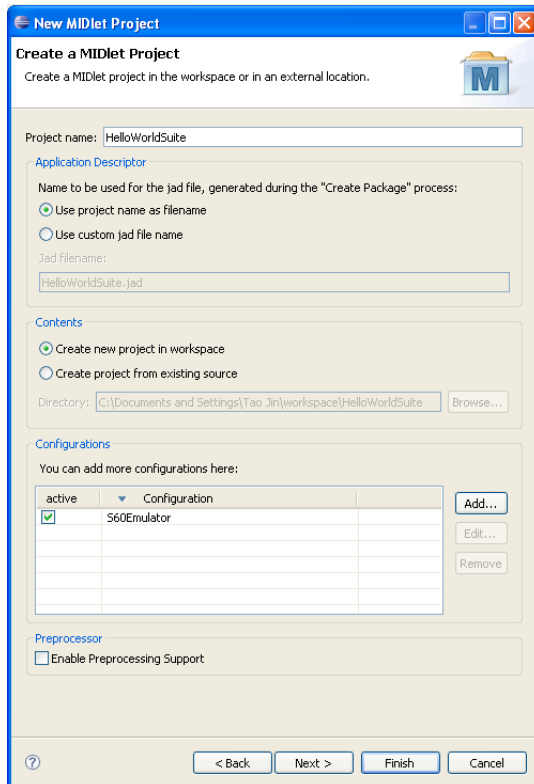 New MIDlet Project
Create a MIDlet Project
Create a MIDlet project in the workspace or in an external location.
M
Project name: HelloWorldSuite
Application Descriptor
Name to be used for the jad file, generated during the "Create Package" process:
Use project name as filename
Use custom jad file name
Jad filename:
HelloWorldSuite.jad
Contents
Create new project in workspace
Create project from existing source
Directory: C:\Documents and Settings\Tao Jin\workspace\HelloWorldSuite Browse...
Configurations
You can add more configurations here:
active Configuration
Add...
S60Emulator
Edit...
Remove
Preprocessor
Enable Preprocessing Support
? < Back Next > Finish Cancel